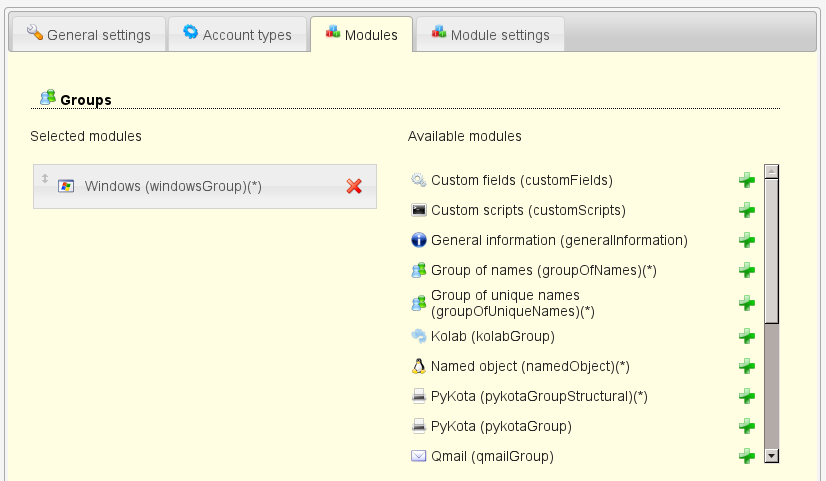 General settings
Account types
Modules
Module settings
Groups
Selected modules
Available modules
Windows (windowsGroup)(*)
Custom fields (customFields)
Custom scripts (customScripts)
General information (generalInformation)
Group of names (groupOfNames)(*)
Group of unique names
(groupOfUniqueNames)(*)
Kolab (kolabGroup)
Named object (namedObject)(*)
PyKota (pykotaGroupStructural)(*)
PyKota (pykotaGroup)
Qmail (qmailGroup)